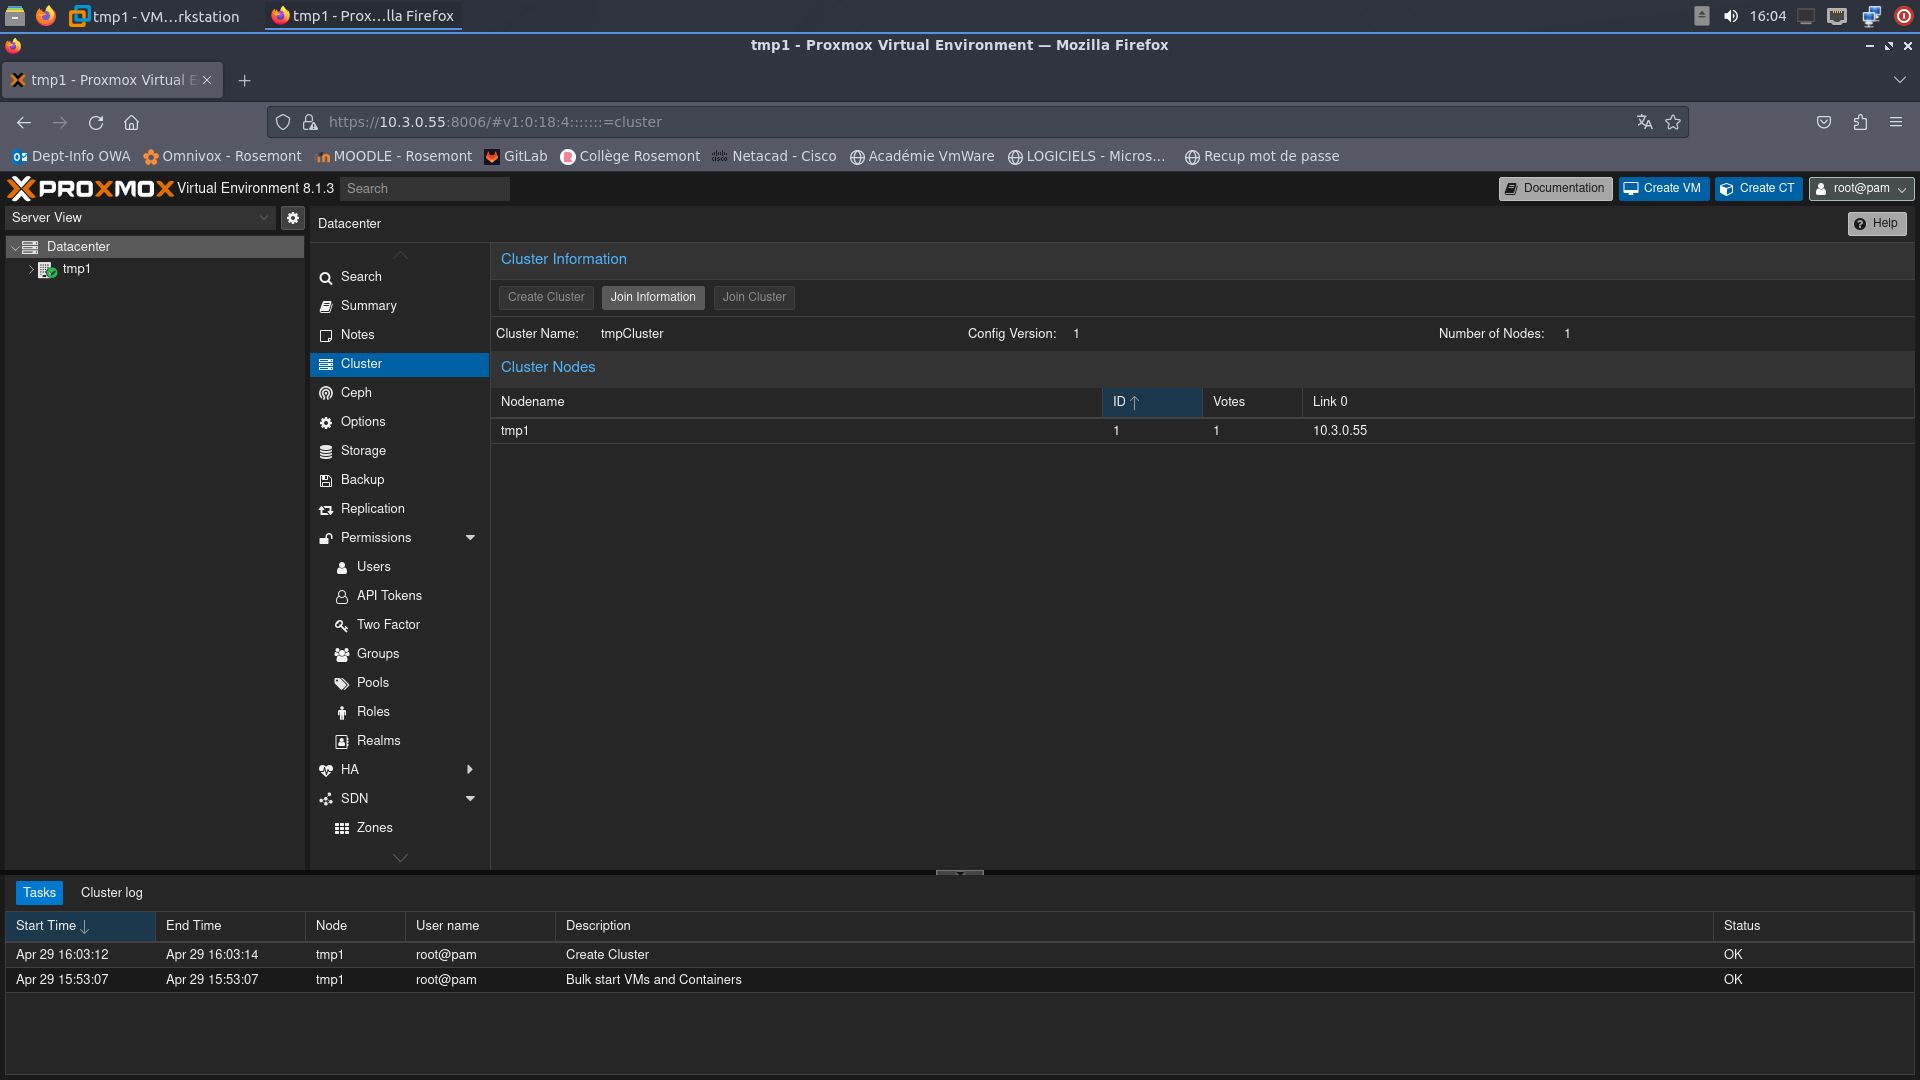 tmp1 - VM...rkstation
tmp1 - Prox...lla Firefox
16:04
tmp1 - Proxmox Virtual Environment — Mozilla Firefox
tmp1 - Proxmox Virtual E
https://10.3.0.55:8006/#v1:0:18:4:::::::=cluster
Dept-Info OWA
Omnivox - Rosemont
MOODLE - Rosemont
GitLab
Collège Rosemont
Netacad - Cisco
Académie VmWare
LOGICIELS - Micros...
Recup mot de passe
PROXMOX Virtual Environment 8.1.3
Search
Documentation
Create VM
Create CT
root@pam
Server View
Datacenter
Help
Datacenter
tmp1
Search
Summary
Notes
Cluster
Ceph
Options
Storage
Backup
Replication
Permissions
Users
API Tokens
Two Factor
Groups
Pools
Roles
Realms
HA
SDN
Zones
Cluster Information
Create Cluster
Join Information
Join Cluster
Cluster Name: tmpCluster
Config Version: 1
Number of Nodes: 1
Cluster Nodes
Nodename ID Votes Link 0
tmp1 1 1 10.3.0.55
Tasks
Cluster log
Start Time End Time Node User name Description Status
Apr 29 16:03:12 Apr 29 16:03:14 tmp1 root@pam Create Cluster OK
Apr 29 15:53:07 Apr 29 15:53:07 tmp1 root@pam Bulk start VMs and Containers OK